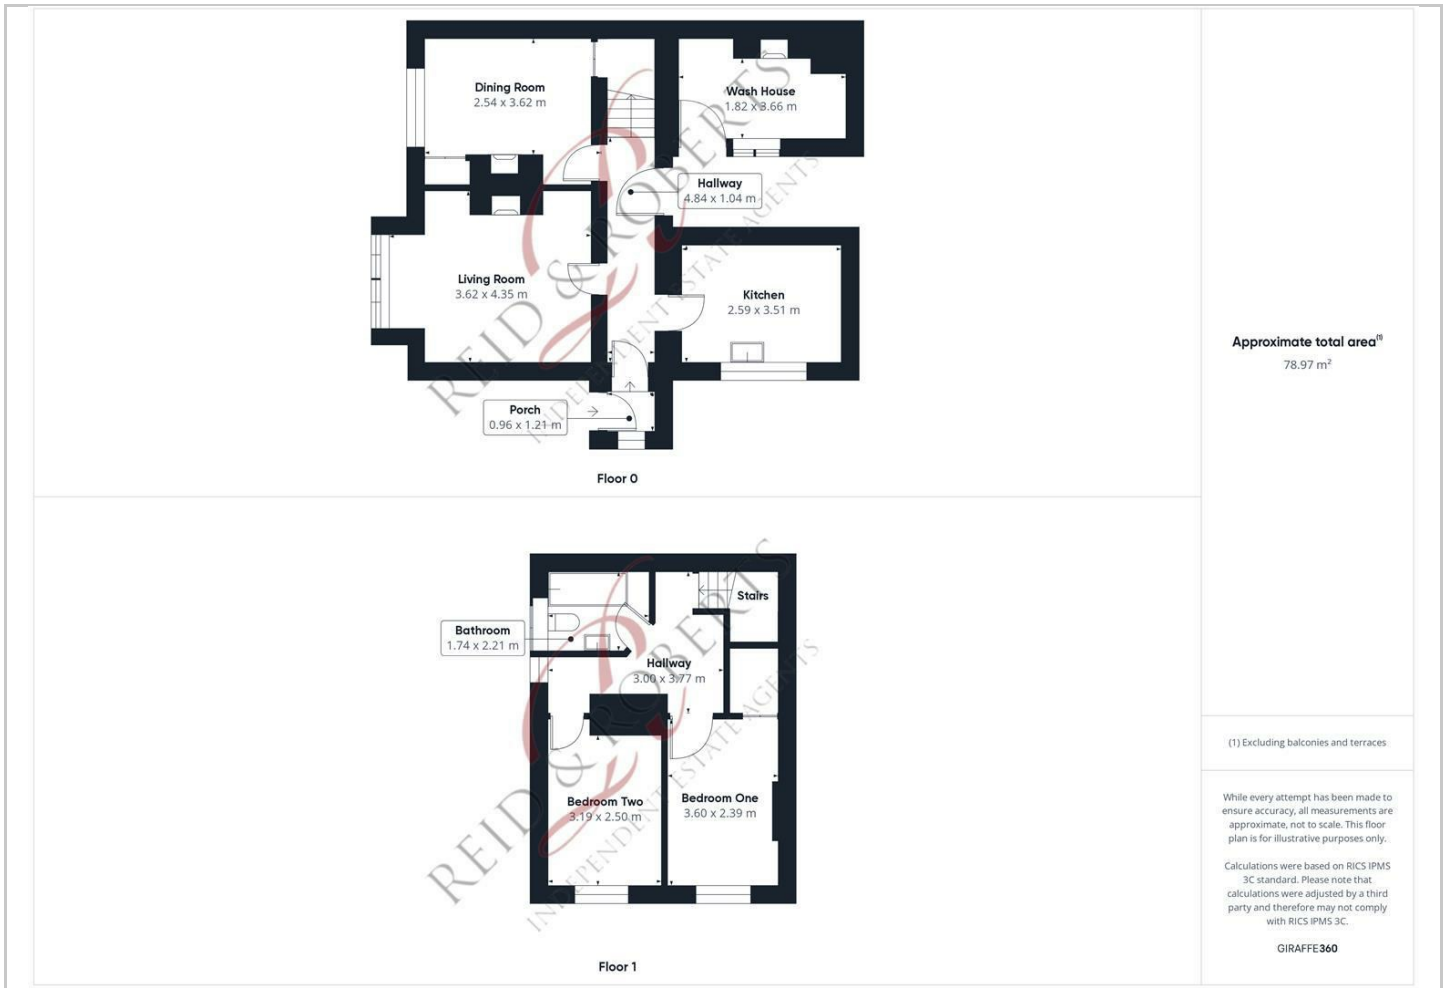 Dining Room
2.54 x 3.62 m
Wash House
1.82 x 3.66 m
Hallway
4.84 x 1.04 m
Living Room
3.62 x 4.35 m
Kitchen
2.59 x 3.51 m
Porch
0.96 x 1.21 m
REID & ROBERTS
INDEPENDENT ESTATE AGENTS
Floor 0
Stairs
Bathroom
1.74 x 2.21 m
Hallway
3.00 x 3.77 m
Bedroom Two
3.19 x 2.50 m
Bedroom One
3.60 x 2.39 m
REID & ROBERTS
INDEPENDENT ESTATE AGENTS
Floor 1
Approximate total area(1)
78.97 m²
(1) Excluding balconies and terraces
While every attempt has been made to
ensure accuracy, all measurements are
approximate, not to scale. This floor
plan is for illustrative purposes only.
Calculations were based on RICS IPMS
3C standard. Please note that
calculations were adjusted by a third
party and therefore may not comply
with RICS IPMS 3C.
GIRAFFE360